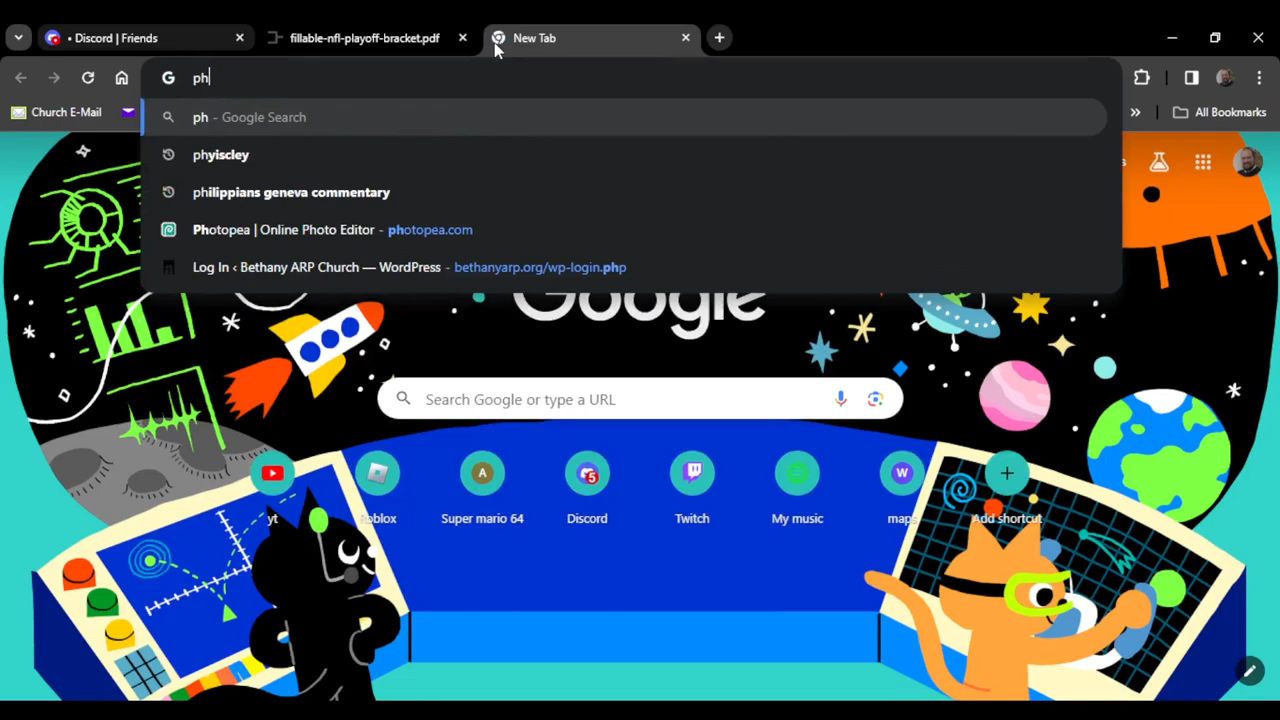 • Discord | Friends
fillable-nfl-playoff-bracket.pdf
New Tab
ph
Church E-Mail
All Bookmarks
ph - Google Search
phyiscley
philippians geneva commentary
Photopea | Online Photo Editor - photopea.com
Log In ‹ Bethany ARP Church — WordPress - bethanyarp.org/wp-login.php
Google
Search Google or type a URL
A
5
W
yt
Roblox
Super mario 64
Discord
Twitch
My music
maps
Add shortcut